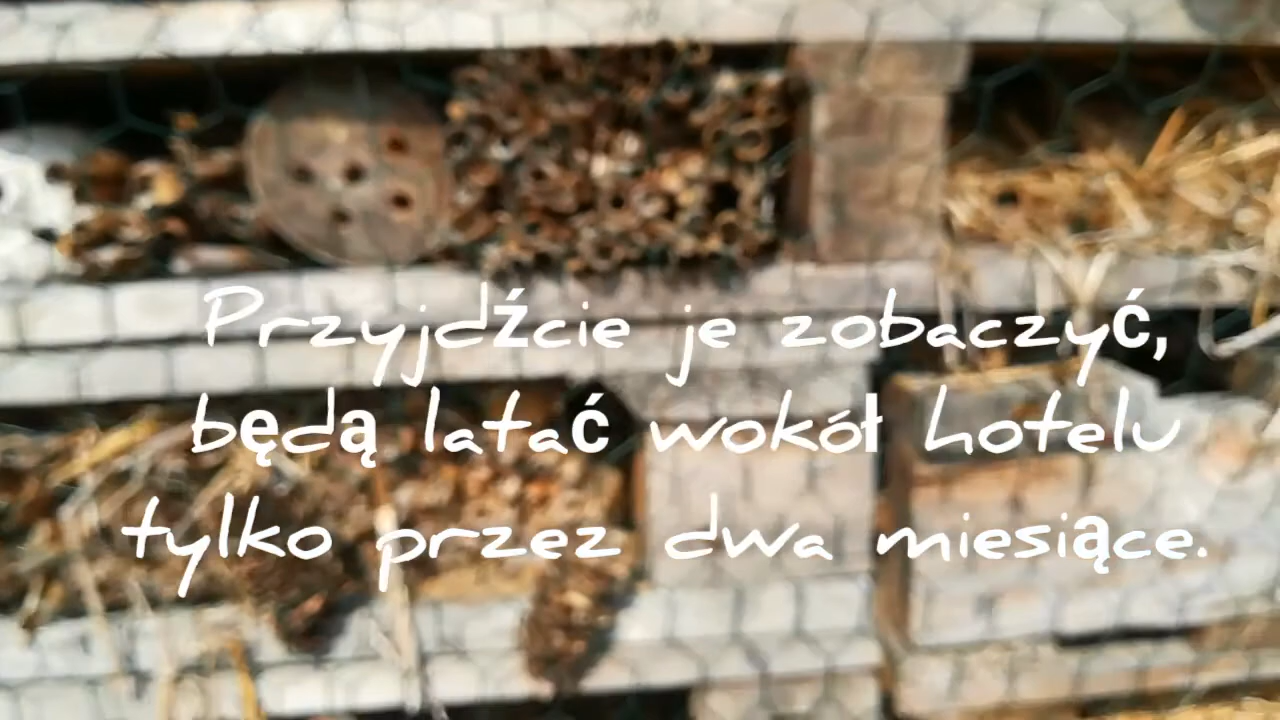 Przyjdźcie je zobaczyć,
będą latać wokół hotelu
tylko przez dwa miesiące.